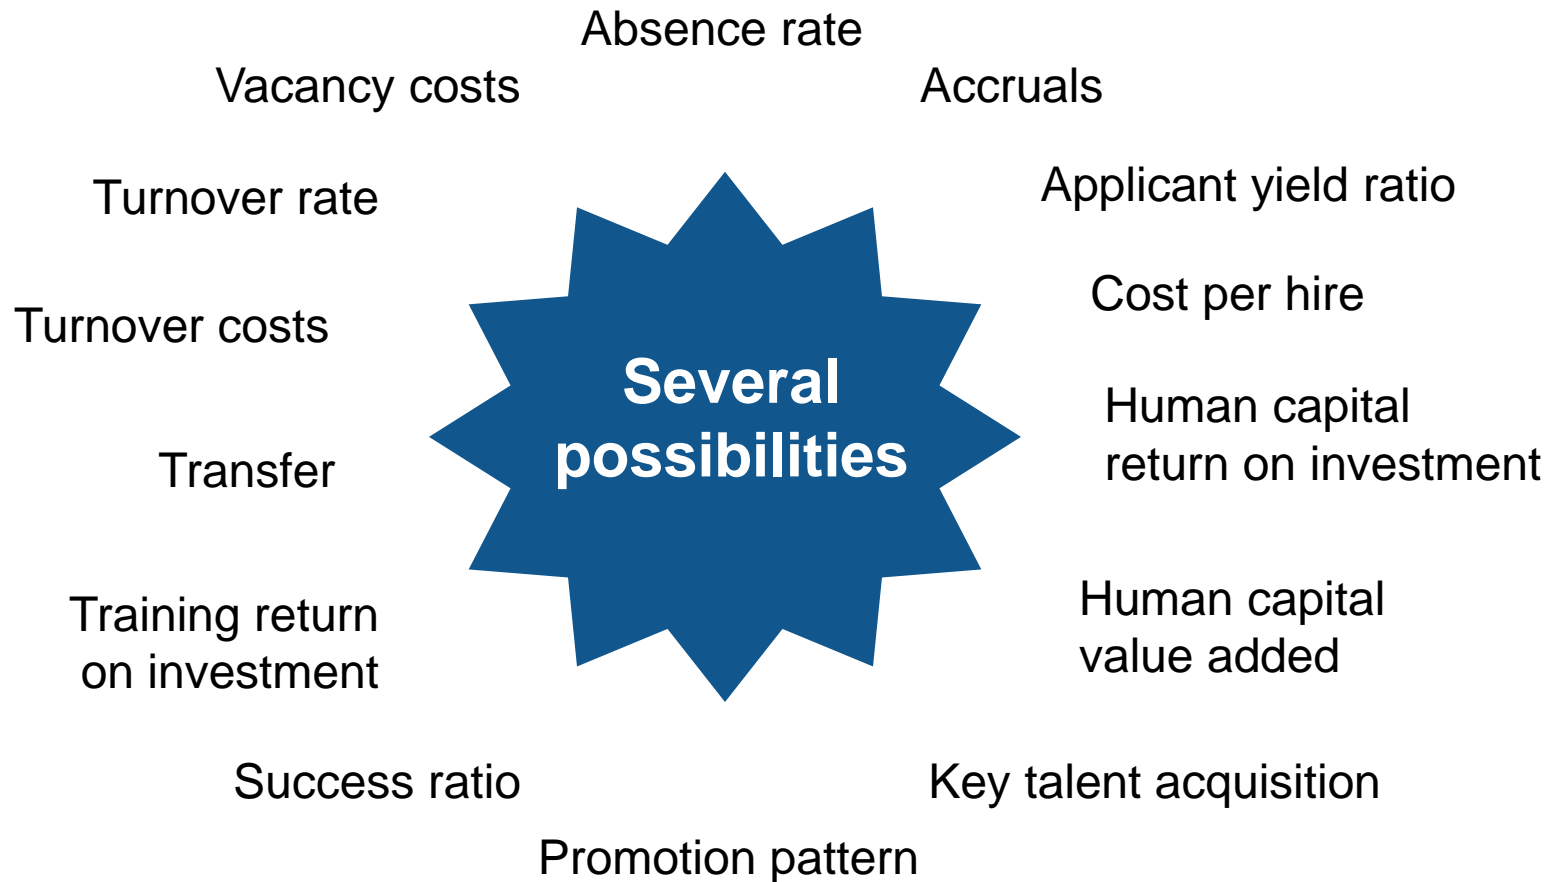 Absence rate
Vacancy costs
Accruals
Turnover rate
Applicant yield ratio
Cost per hire
Turnover costs
Several
possibilities
Human capital
return on investment
Transfer
Training return
on investment
Human capital
value added
Success ratio
Key talent acquisition
Promotion pattern